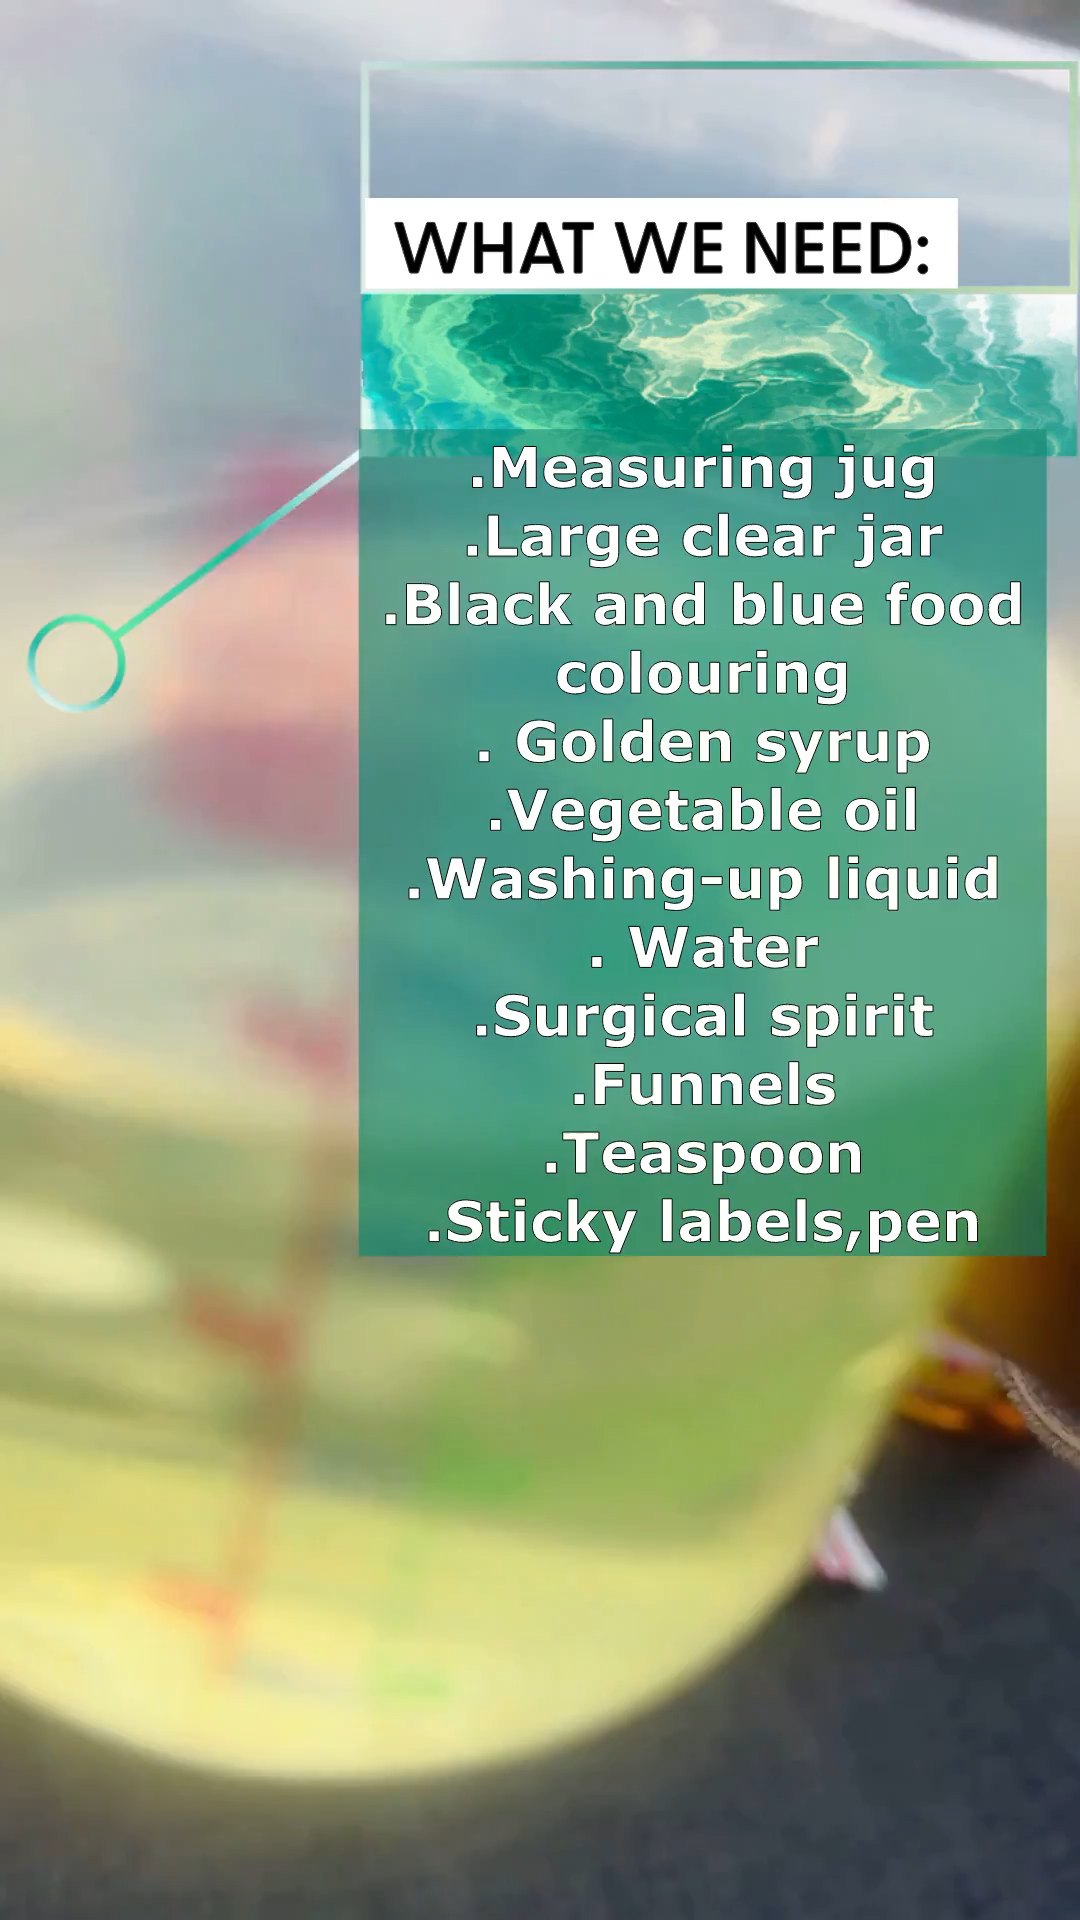 WHAT WE NEED:
.Measuring jug
.Large clear jar
.Black and blue food
colouring
. Golden syrup
.Vegetable oil
.Washing-up liquid
. Water
.Surgical spirit
.Funnels
.Teaspoon
.Sticky labels,pen